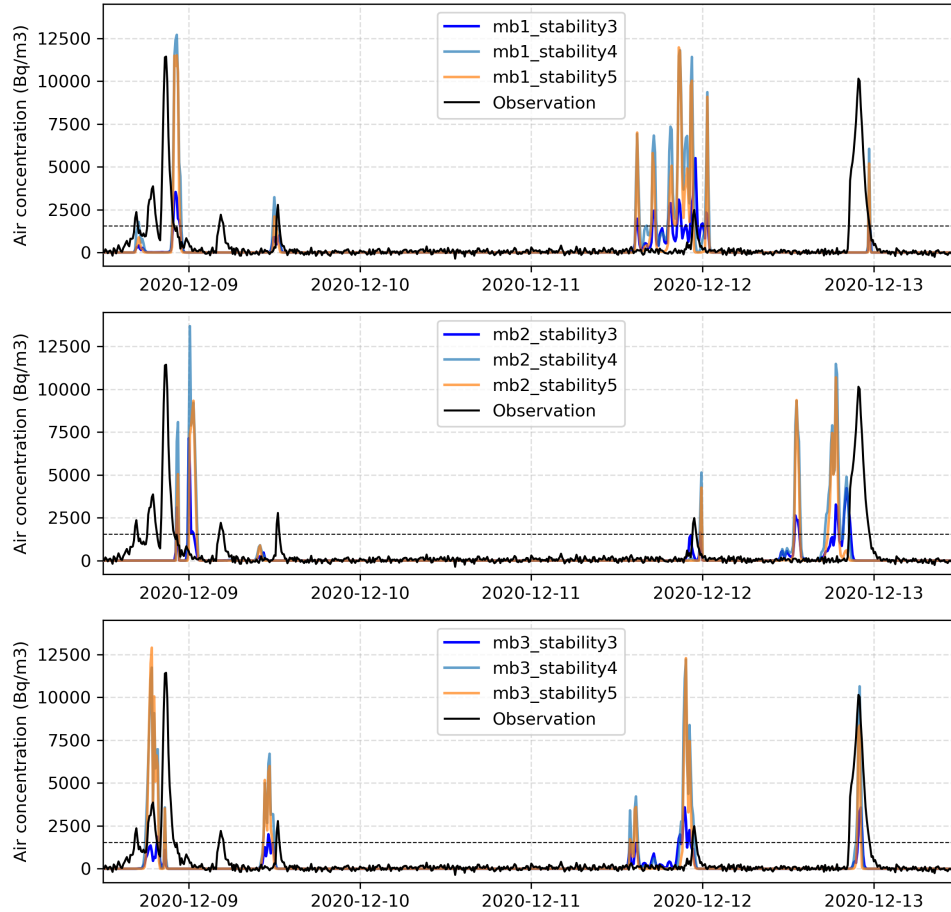 Air concentration (Bq/m3)
12500
10000
7500
5000
2500
0
mb1_stability3
mb1_stability4
mb1_stability5
Observation
2020-12-09
2020-12-10
2020-12-11
2020-12-12
2020-12-13
Air concentration (Bq/m3)
12500
10000
7500
5000
2500
0
mb2_stability3
mb2_stability4
mb2_stability5
Observation
2020-12-09
2020-12-10
2020-12-11
2020-12-12
2020-12-13
Air concentration (Bq/m3)
12500
10000
7500
5000
2500
0
mb3_stability3
mb3_stability4
mb3_stability5
Observation
2020-12-09
2020-12-10
2020-12-11
2020-12-12
2020-12-13